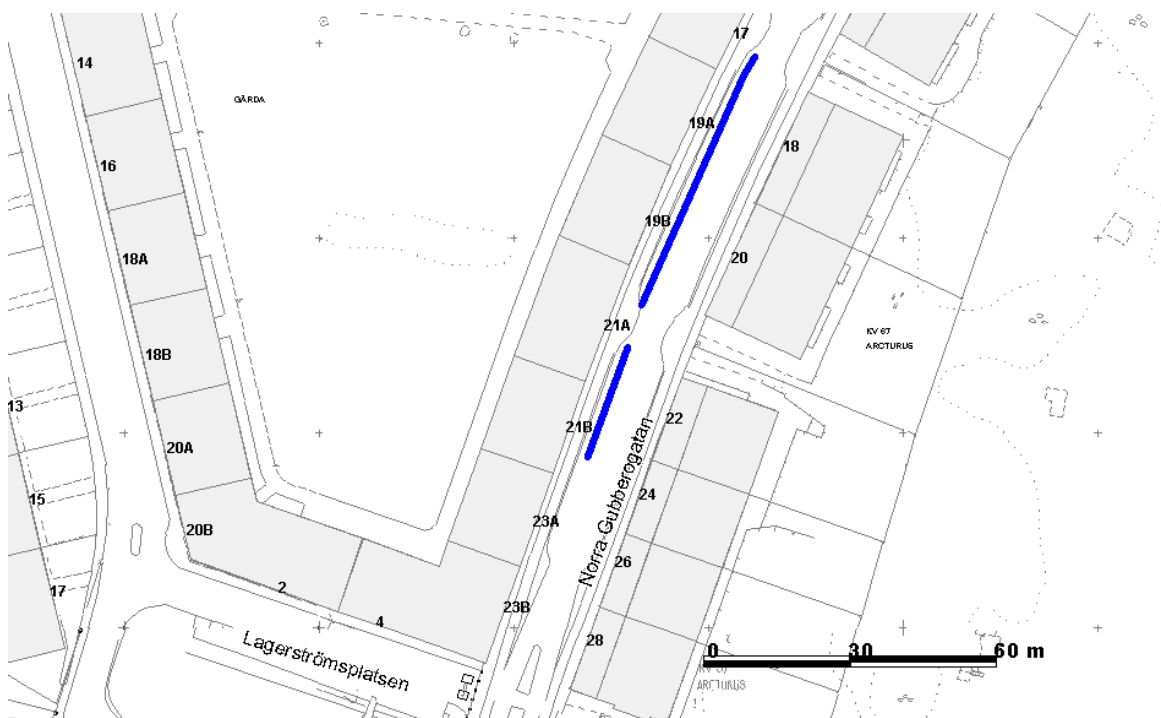 17
14
GÅRDA
19A
18
16
19B
18A
20
21A
KV 67
ARCTURUS
18B
13
22
21B
20A
24
15
23A
20B
Norra Gubberogatan
26
17
2
23B
4
28
Lagerströmsplatsen
0 30 60 m
ARCTURUS